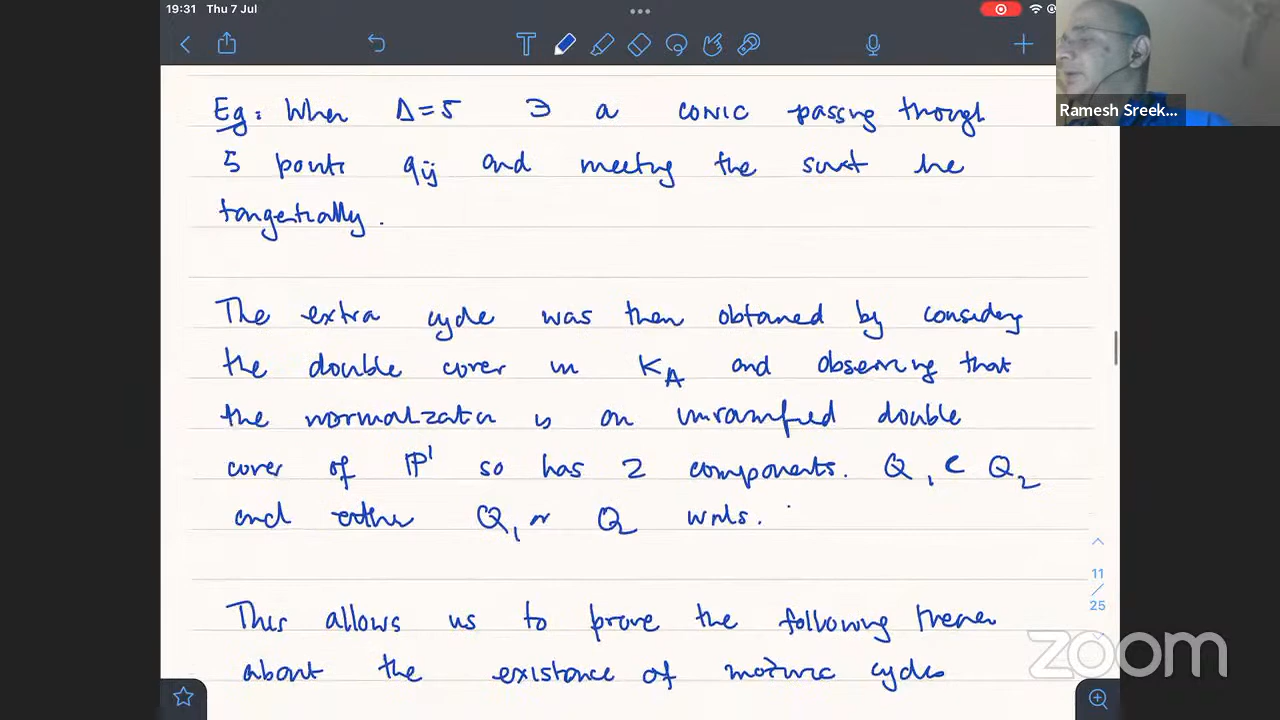 19:31 Thu 7 Jul
Ramesh Sreek...
Eg: When Δ=5 ∃ a conic passing through
5 points qij and meeting the sixth line
tangentially.
The extra cycle was then obtained by considering
the double cover in K_A and observing that
the normalization is an unramified double
cover of ℙ¹ so has 2 components. Q₁ & Q₂
and either Q₁ or Q₂ works.
This allows us to prove the following theorem
about the existance of motivic cycles
11
/
25
zoom